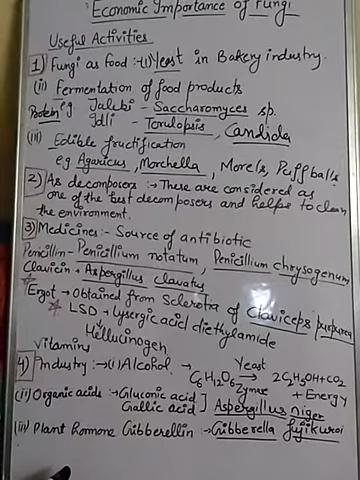 Economic Importance of Fungi
Useful Activities
1) Fungi as food :- (i) Yeast in Bakery industry.
(ii) Fermentation of food products
Protein e.g Jalebi - Saccharomyces sp.
Idli - Torulopsis, Candida
(iii) Edible fructification
e.g Agaricus, Morchella, Morels, Puffballs
2) As decomposers :→ These are considered as
one of the best decomposers and helps to clean
the environment.
3) Medicines:- Source of antibiotic
Penicillin- Penicillium notatum, Penicillium chrysogenum
Clavicin → Aspergillus clavatus
Ergot → Obtained from Sclerotia of Claviceps purpurea
LSD → Lysergic acid diethylamide
Hellucinogen
Vitamins
4) Industry :→ (i) Alcohol → C6H12O6 Yeast → Zymase 2C2H5OH + CO2
+ Energy
(ii) Organic acids :→ Gluconic acid
Gallic acid ] Aspergillus niger
(iii) Plant Hormone Gibberellin :→ Gibberella fujikuroi